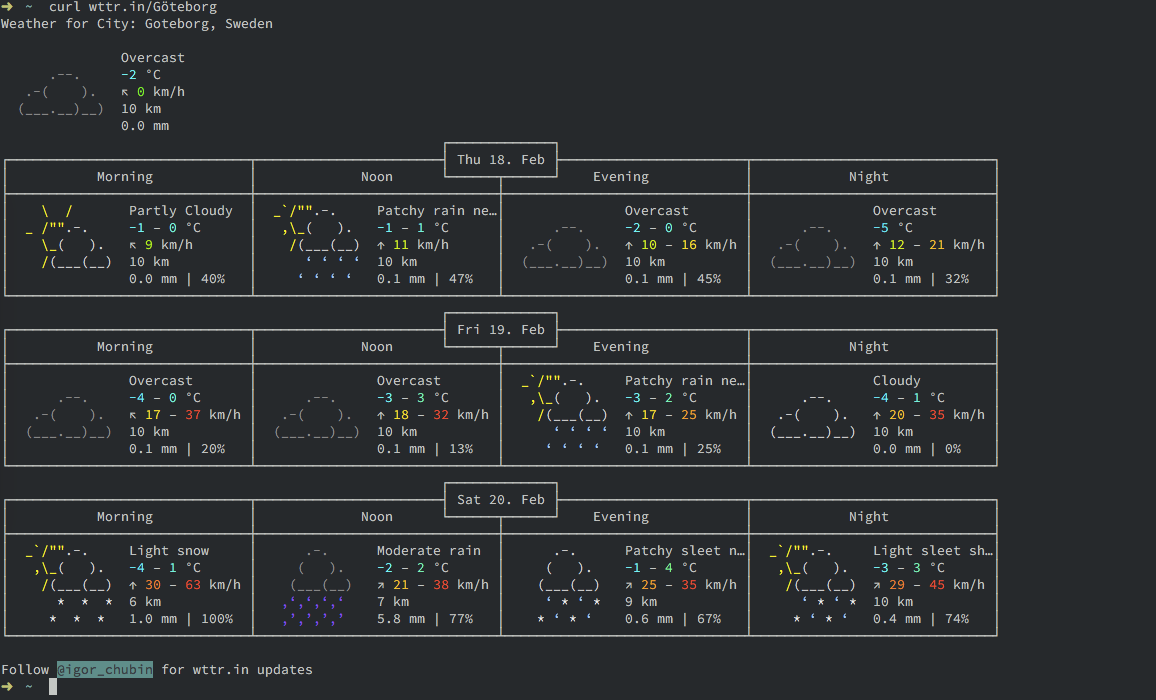 ➜ ~ curl wttr.in/Göteborg
Weather for City: Goteborg, Sweden
Overcast
-2 °C
↖ 0 km/h
10 km
0.0 mm
Thu 18. Feb
Morning Noon Evening Night
Partly Cloudy Patchy rain ne… Overcast Overcast
-1 – 0 °C -1 – 1 °C -2 – 0 °C -5 °C
↖ 9 km/h ↑ 11 km/h ↑ 10 – 16 km/h ↑ 12 – 21 km/h
10 km 10 km 10 km 10 km
0.0 mm | 40% 0.1 mm | 47% 0.1 mm | 45% 0.1 mm | 32%
Fri 19. Feb
Morning Noon Evening Night
Overcast Overcast Patchy rain ne… Cloudy
-4 – 0 °C -3 – 3 °C -3 – 2 °C -4 – 1 °C
↖ 17 – 37 km/h ↑ 18 – 32 km/h ↑ 17 – 25 km/h ↑ 20 – 35 km/h
10 km 10 km 10 km 10 km
0.1 mm | 20% 0.1 mm | 13% 0.1 mm | 25% 0.0 mm | 0%
Sat 20. Feb
Morning Noon Evening Night
Light snow Moderate rain Patchy sleet n… Light sleet sh…
-4 – 1 °C -2 – 2 °C -1 – 4 °C -3 – 3 °C
↑ 30 – 63 km/h ↗ 21 – 38 km/h ↗ 25 – 35 km/h ↗ 29 – 45 km/h
6 km 7 km 9 km 10 km
1.0 mm | 100% 5.8 mm | 77% 0.6 mm | 67% 0.4 mm | 74%
Follow @igor_chubin for wttr.in updates
➜ ~